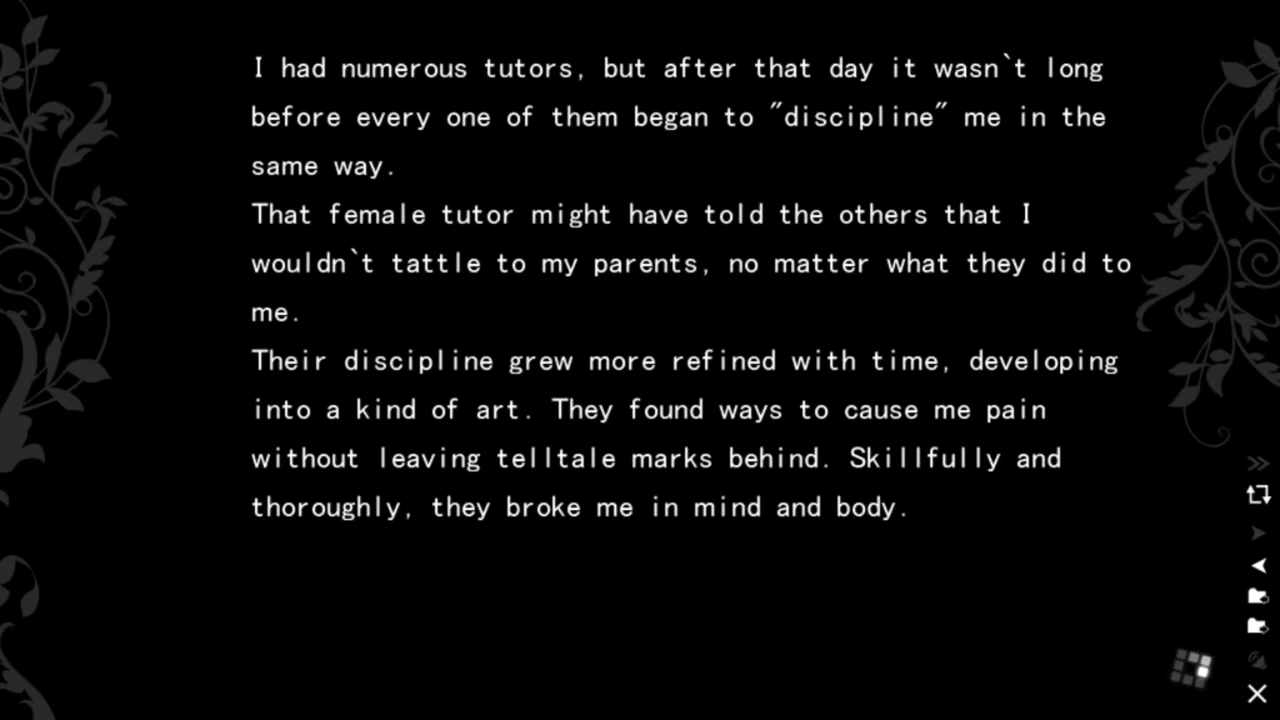 I had numerous tutors, but after that day it wasn`t long
before every one of them began to "discipline" me in the
same way.
That female tutor might have told the others that I
wouldn`t tattle to my parents, no matter what they did to
me.
Their discipline grew more refined with time, developing
into a kind of art. They found ways to cause me pain
without leaving telltale marks behind. Skillfully and
thoroughly, they broke me in mind and body.